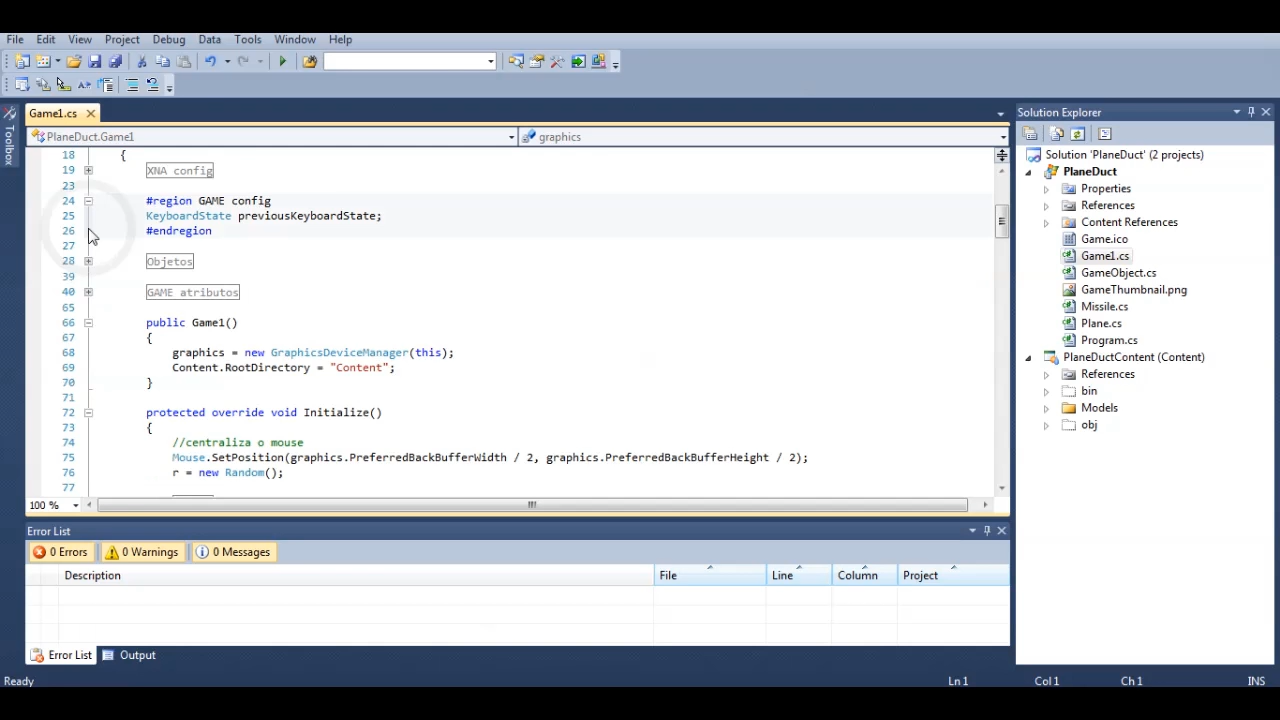 File Edit View Project Debug Data Tools Window Help
Game1.cs
PlaneDuct.Game1 graphics
18 {
19 XNA config
23
24 #region GAME config
25 KeyboardState previousKeyboardState;
26 #endregion
27
28 Objetos
39
40 GAME atributos
65
66 public Game1()
67 {
68 graphics = new GraphicsDeviceManager(this);
69 Content.RootDirectory = "Content";
70 }
71
72 protected override void Initialize()
73 {
74 //centraliza o mouse
75 Mouse.SetPosition(graphics.PreferredBackBufferWidth / 2, graphics.PreferredBackBufferHeight / 2);
76 r = new Random();
77
100 %
Toolbox
Error List
0 Errors 0 Warnings 0 Messages
Description File Line Column Project
Error List Output
Solution Explorer
Solution 'PlaneDuct' (2 projects)
PlaneDuct
Properties
References
Content References
Game.ico
Game1.cs
GameObject.cs
GameThumbnail.png
Missile.cs
Plane.cs
Program.cs
PlaneDuctContent (Content)
References
bin
Models
obj
Ready Ln 1 Col 1 Ch 1 INS